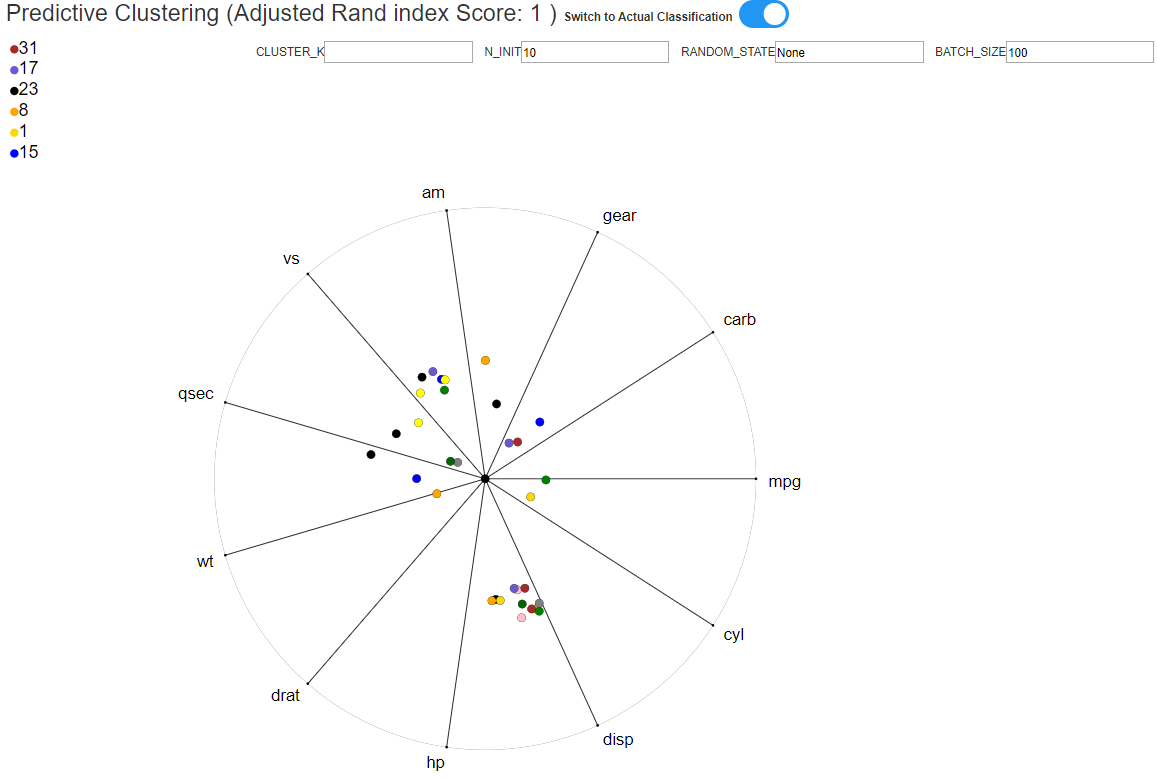 Predictive Clustering (Adjusted Rand index Score: 1 ) Switch to Actual Classification
31
CLUSTER_K N_INIT 10 RANDOM_STATE None BATCH_SIZE 100
17
23
8
1
15
am
gear
vs
carb
qsec
mpg
wt
cyl
drat
disp
hp